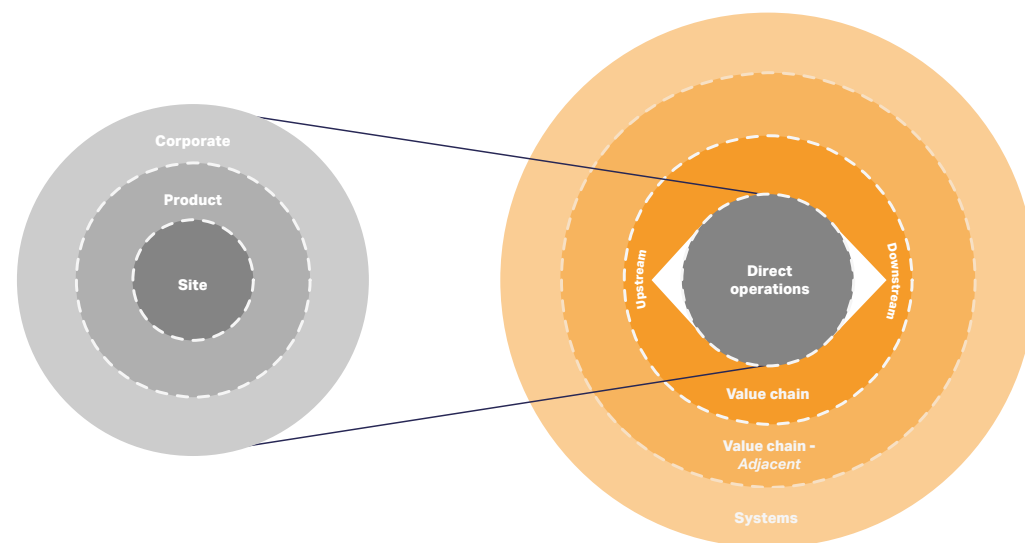 Corporate
Product
Site
Direct
operations
Upstream
Downstream
Value chain
Value chain -
Adjacent
Systems